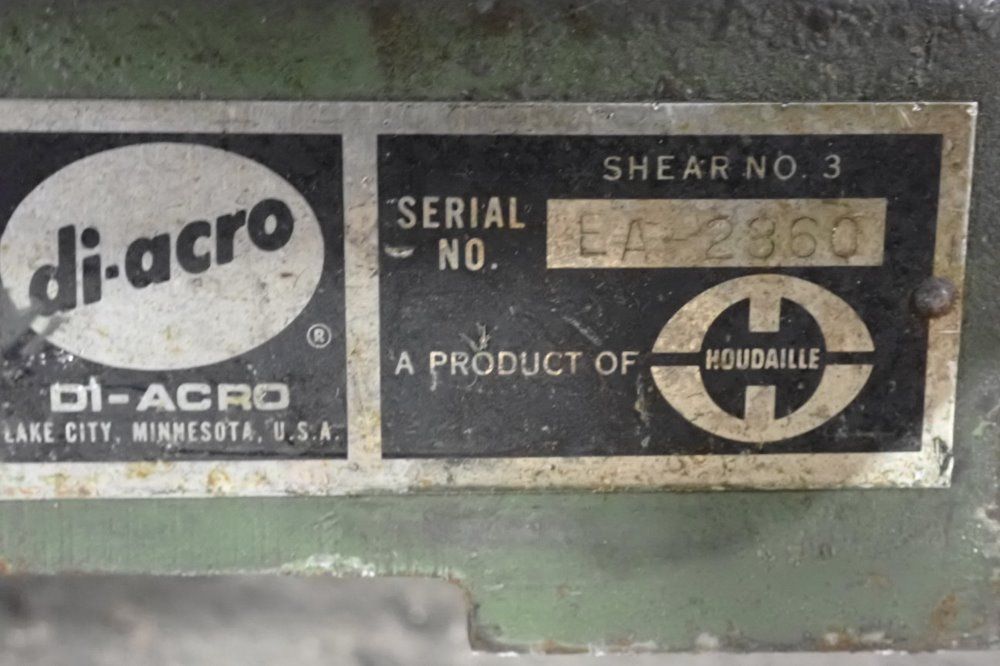 di-acro
®
DI-ACRO
LAKE CITY, MINNESOTA, U.S.A.
SHEAR NO. 3
SERIAL
NO.
EA-2860
A PRODUCT OF
HOUDAILLE